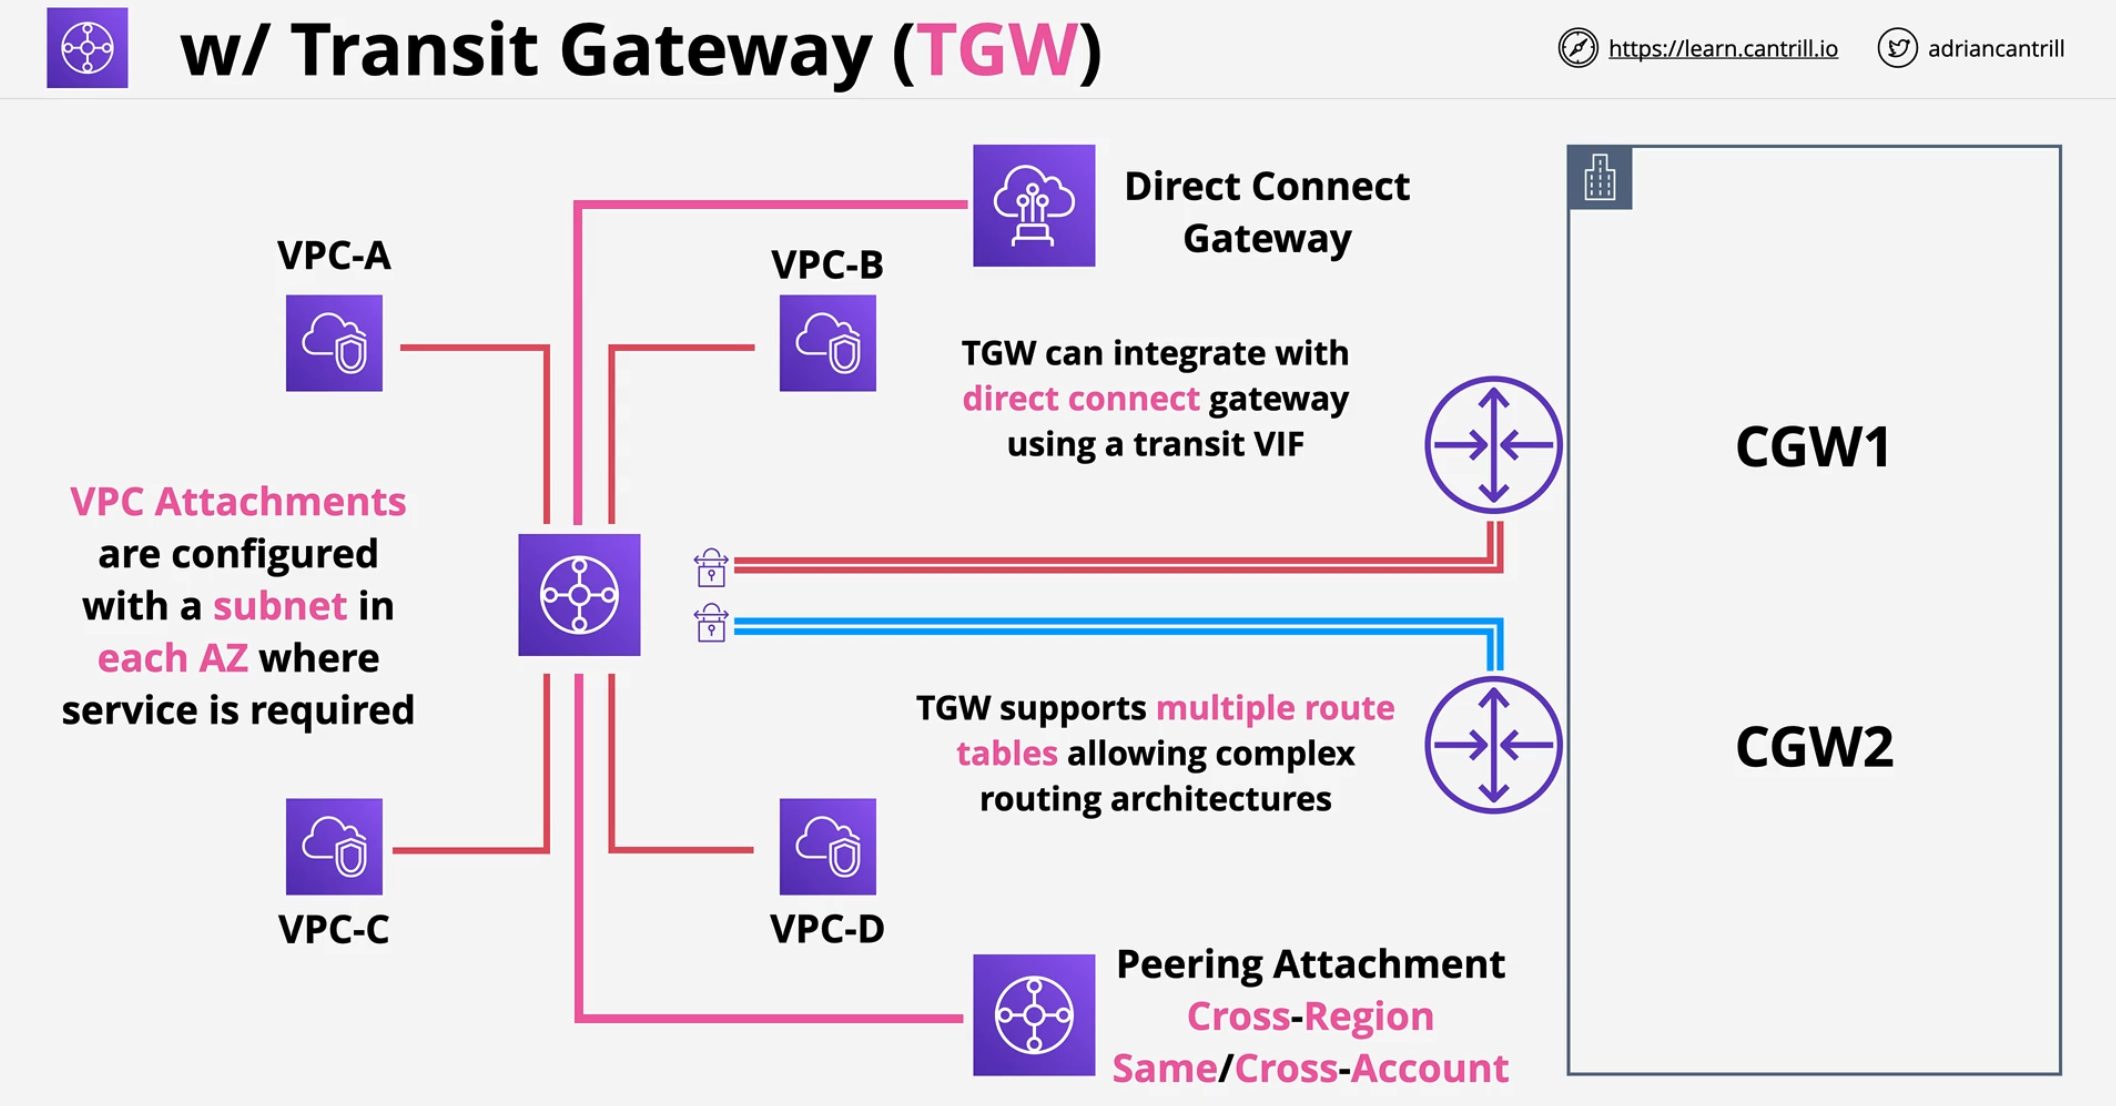 w/ Transit Gateway (TGW)
https://learn.cantrill.io
adriancantrill
Direct Connect
Gateway
VPC-A
VPC-B
TGW can integrate with
direct connect gateway
using a transit VIF
CGW1
VPC Attachments
are configured
with a subnet in
each AZ where
service is required
TGW supports multiple route
tables allowing complex
routing architectures
CGW2
VPC-C
VPC-D
Peering Attachment
Cross-Region
Same/Cross-Account